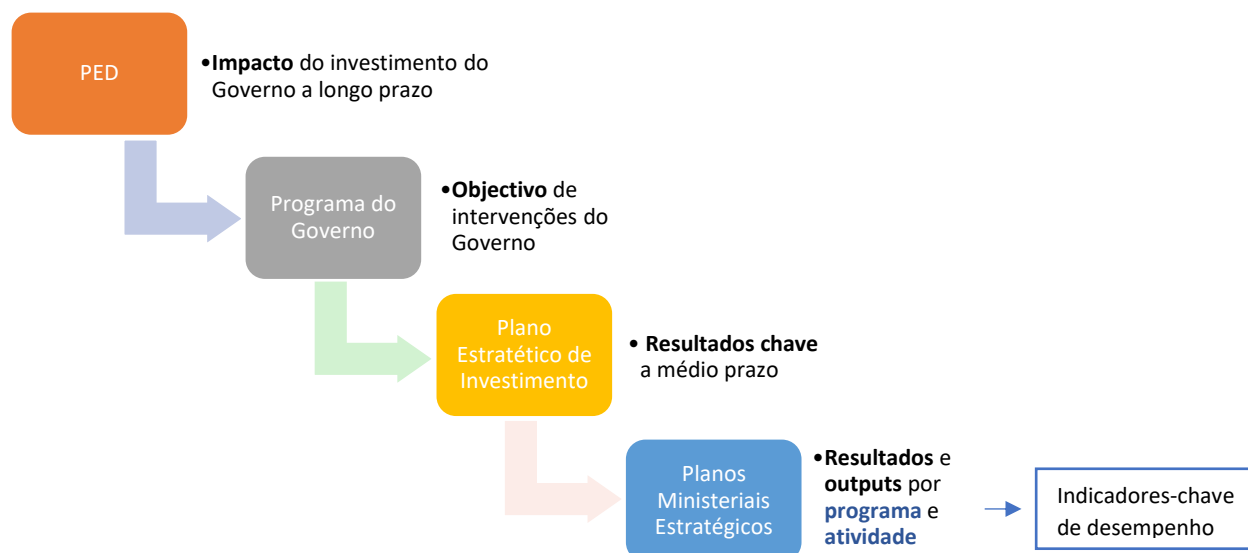 PED
•Impacto do investimento do
Governo a longo prazo
Programa do
Governo
•Objectivo de
intervenções do
Governo
Plano
Estratético de
Investimento
• Resultados chave
a médio prazo
Planos
Ministeriais
Estratégicos
•Resultados e
outputs por
programa e
atividade
Indicadores-chave
de desempenho